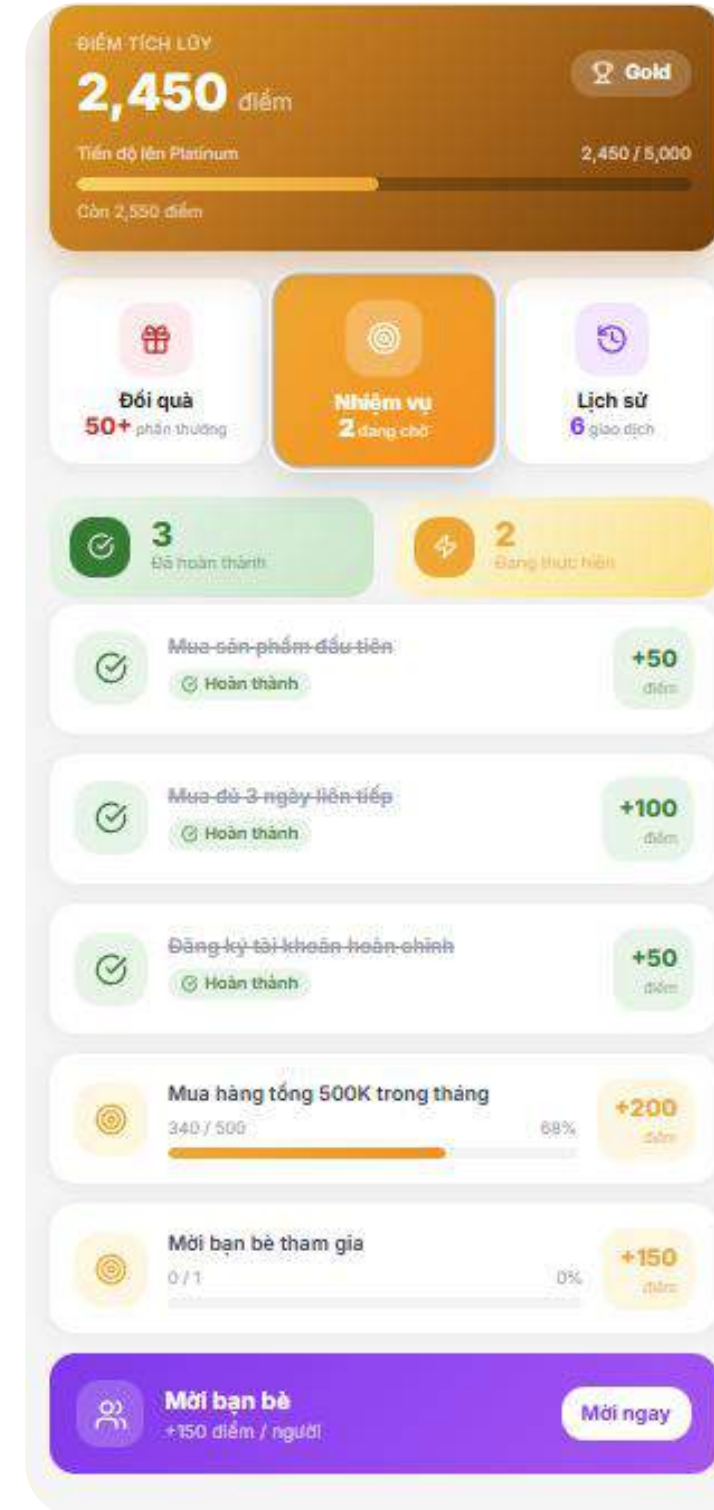 ĐIỂM TÍCH LŨY
2,450 điểm
Gold
Tiến độ lên Platinum
2,450 / 5,000
Còn 2,550 điểm
Đổi quà
50+ phần thưởng
Nhiệm vụ
2 đang chờ
Lịch sử
6 giao dịch
3
Đã hoàn thành
2
Đang thực hiện
Mua sản phẩm đầu tiên
Hoàn thành
+50
điểm
Mua đủ 3 ngày liên tiếp
Hoàn thành
+100
điểm
Đăng ký tài khoản hoàn chỉnh
Hoàn thành
+50
điểm
Mua hàng tổng 500K trong tháng
340 / 500
68%
+200
điểm
Mời bạn bè tham gia
0 / 1
0%
+150
điểm
Mời bạn bè
+150 điểm / người
Mời ngay